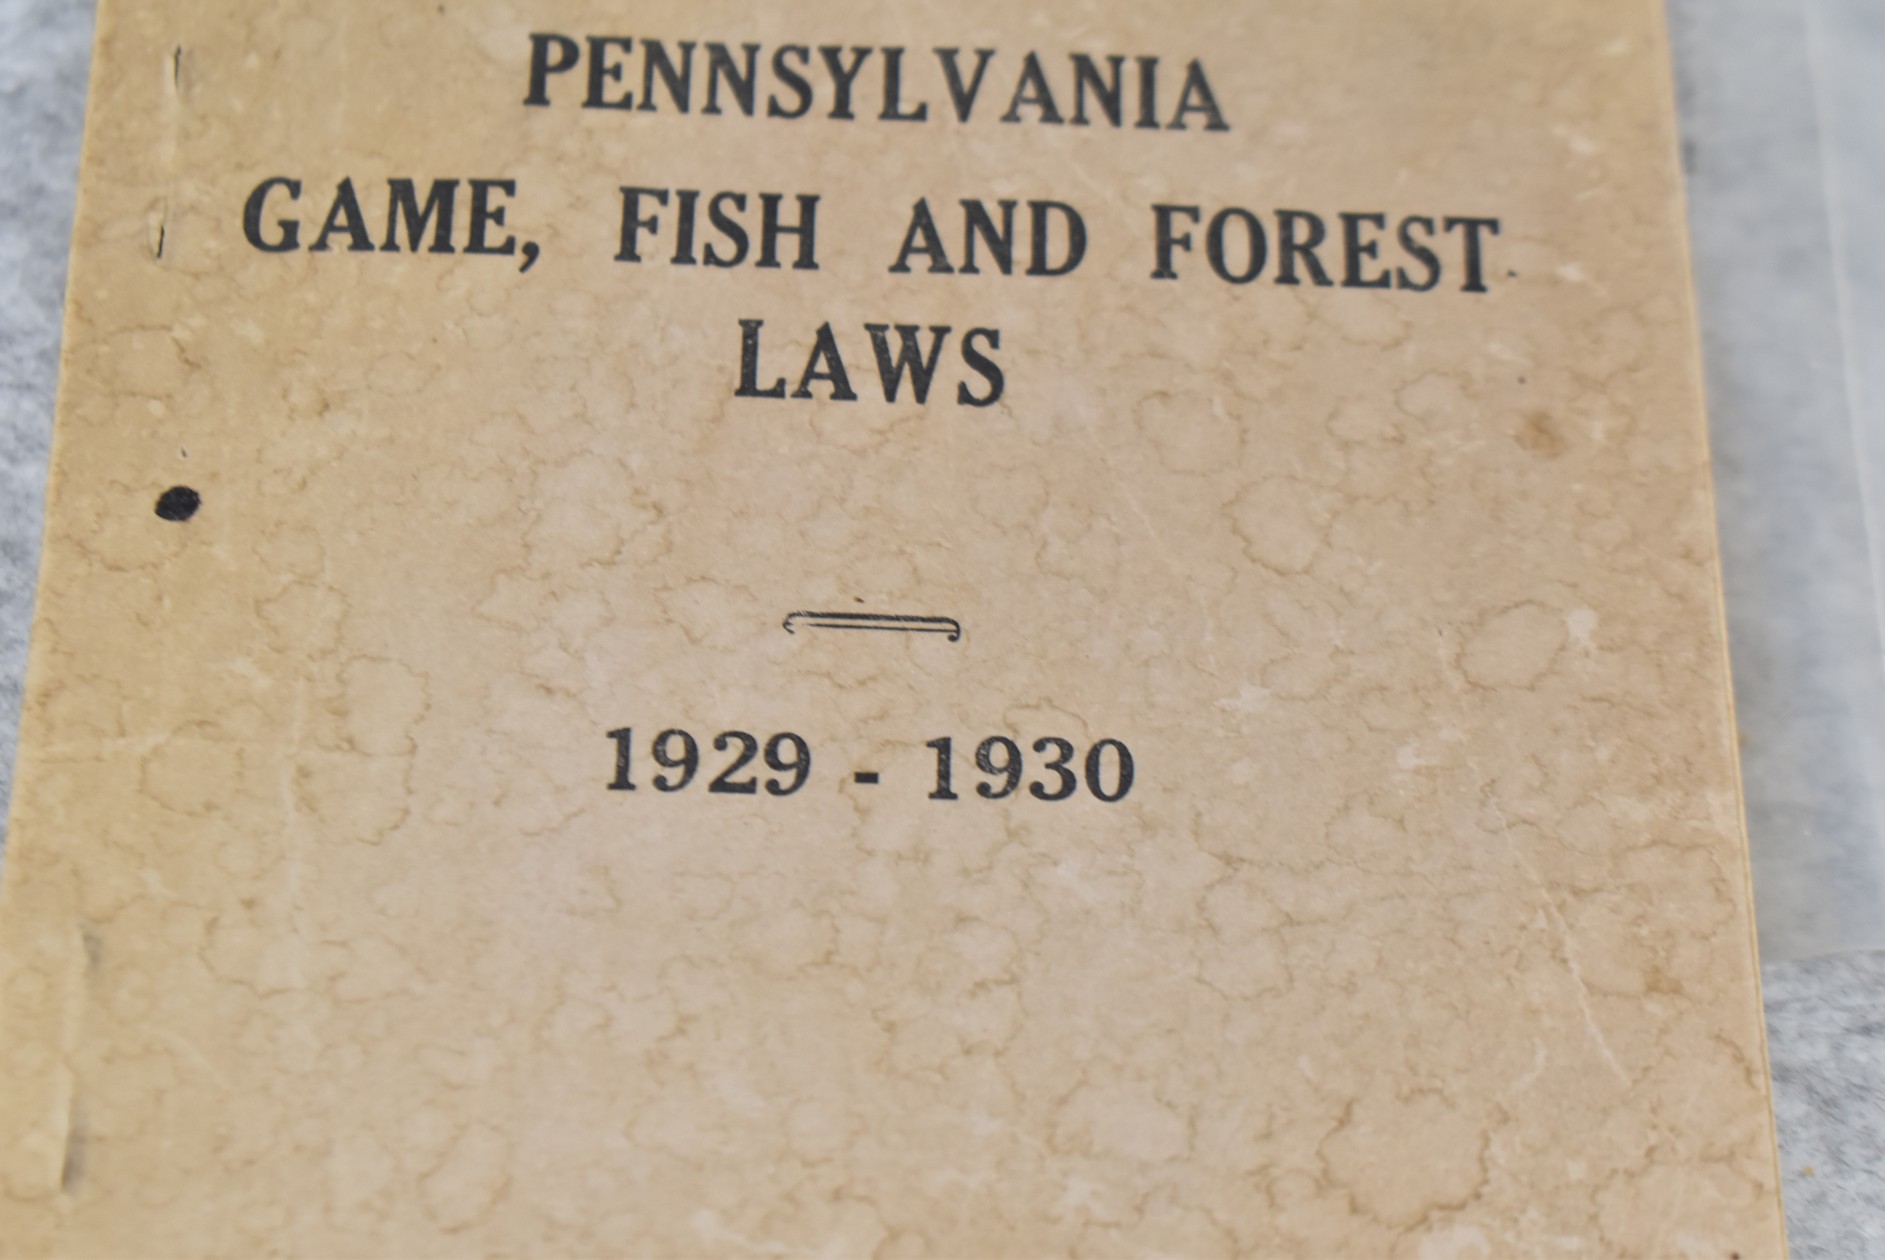 PENNSYLVANIA
GAME, FISH AND FOREST
LAWS
1929 - 1930